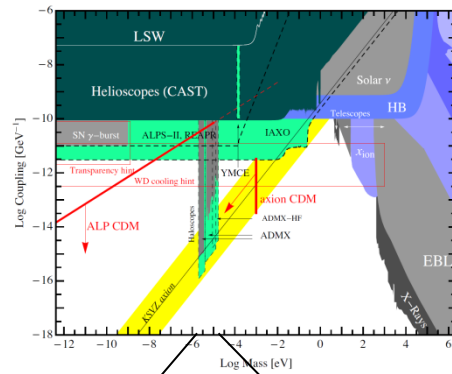 LSW
Helioscopes (CAST)
Solar ν
HB
Telescopes
SN γ-burst
ALPS-II, REAPR
IAXO
Transparency hint
YMCE
x_ion
WD cooling hint
axion CDM
ALP CDM
ADMX-HF
ADMX
Haloscopes
KSVZ axion
EBL
X-Rays
Log Coupling [GeV⁻¹]
-6
-8
-10
-12
-14
-16
-18
-12
-10
-8
-6
-4
-2
0
2
4
6
Log Mass [eV]